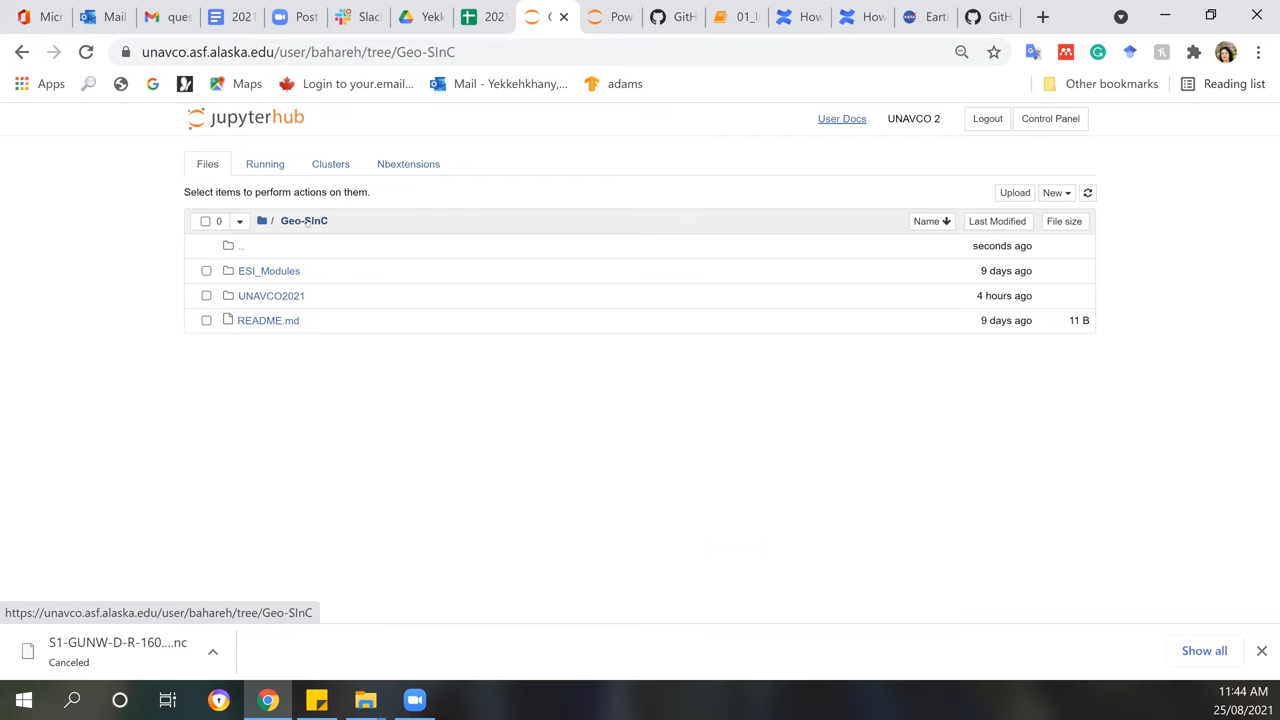 Micr Mail ques 2021 Post Slac Yekk 2021 Pow GitH 01_I How How Eart GitH
unavco.asf.alaska.edu/user/bahareh/tree/Geo-SInC
Apps Maps Login to your.email... Mail - Yekkehkhany,... adams Other bookmarks Reading list
jupyterhub User Docs UNAVCO 2 Logout Control Panel
Files Running Clusters Nbextensions
Select items to perform actions on them. Upload New
0 / Geo-SInC Name Last Modified File size
.. seconds ago
ESI_Modules 9 days ago
UNAVCO2021 4 hours ago
README.md 9 days ago 11 B
https://unavco.asf.alaska.edu/user/bahareh/tree/Geo-SInC
S1-GUNW-D-R-160....nc
Canceled
Show all
11:44 AM
25/08/2021